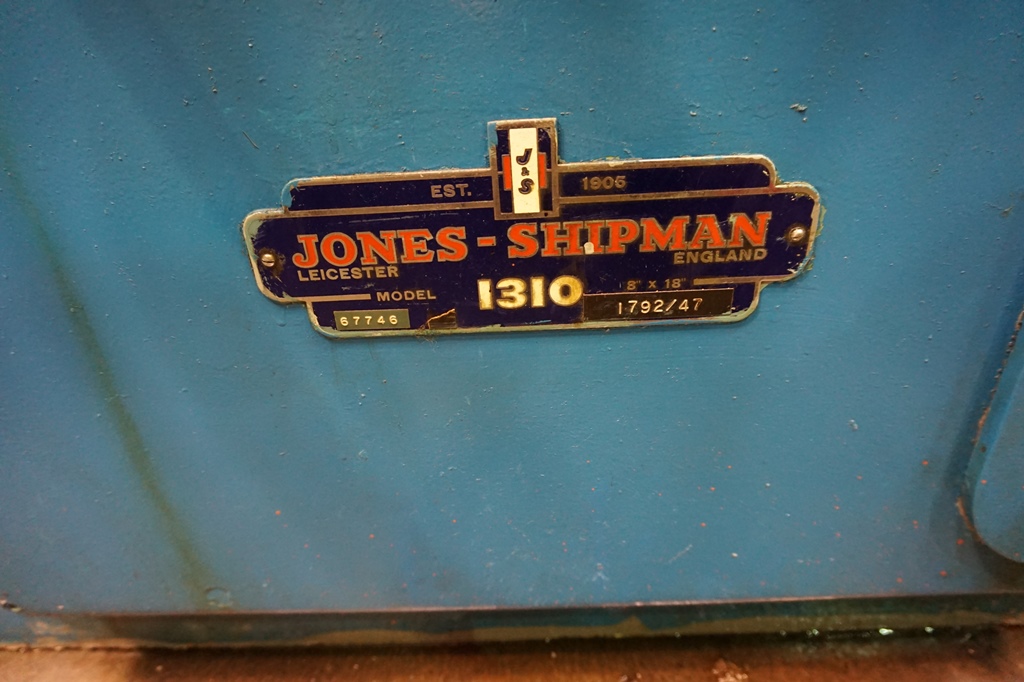 J&S
EST. 1905
JONES-SHIPMAN
LEICESTER ENGLAND
MODEL 1310 8" X 18"
67746 1792/47